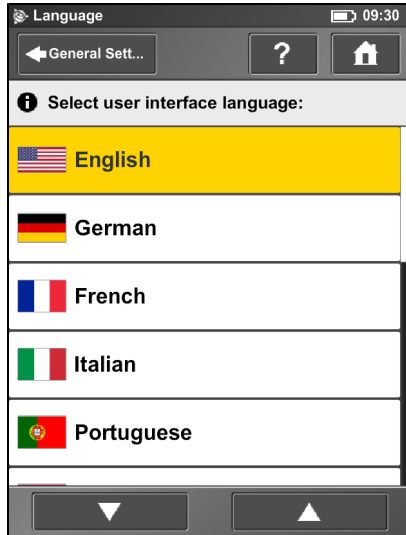 Language 09:30
General Sett... ?
Select user interface language:
English
German
French
Italian
Portuguese